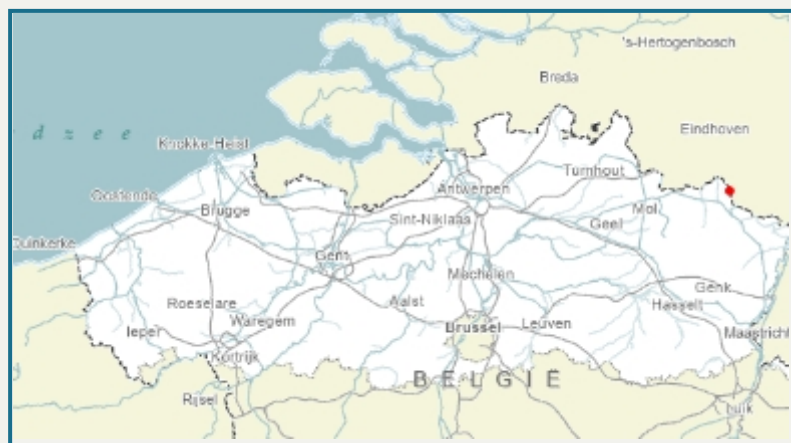 's-Hertogenbosch
Breda
Eindhoven
d z e e
Knokke-Heist
Turnhout
Oostende
Antwerpen
Mol
Brugge
Sint-Niklaas
Geel
Duinkerke
Gent
Mechelen
Genk
Roeselare
Aalst
Hasselt
Ieper
Waregem
Brussel
Leuven
Maastricht
Kortrijk
BELGIË
Rijsel
Luik